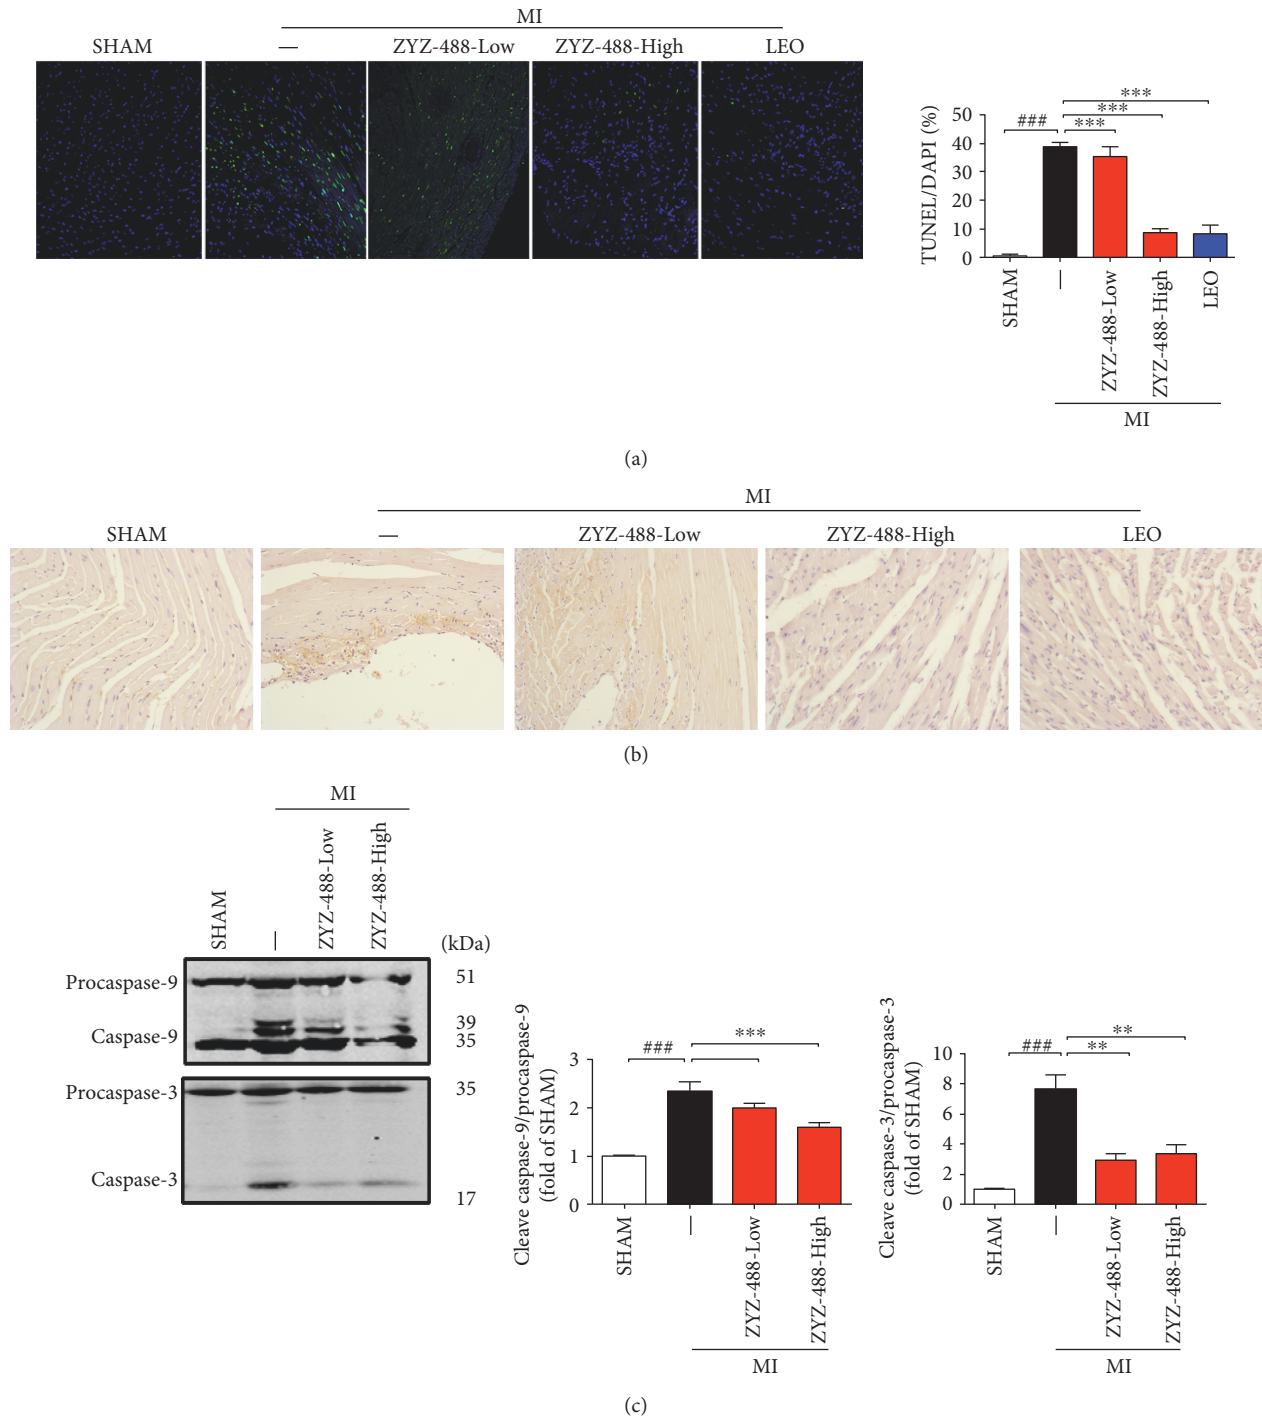 MI
SHAM
—
ZYZ-488-Low
ZYZ-488-High
LEO
TUNEL/DAPI (%)
50
40
30
20
10
0
###
***
***
***
SHAM
—
ZYZ-488-Low
ZYZ-488-High
LEO
MI
(a)
MI
SHAM
—
ZYZ-488-Low
ZYZ-488-High
LEO
(b)
MI
SHAM
—
ZYZ-488-Low
ZYZ-488-High
(kDa)
Procaspase-9
51
39
Caspase-9
35
Procaspase-3
35
Caspase-3
17
Cleave caspase-9/procaspase-9
(fold of SHAM)
3
2
1
0
###
***
SHAM
—
ZYZ-488-Low
ZYZ-488-High
MI
Cleave caspase-3/procaspase-3
(fold of SHAM)
10
8
6
4
2
0
###
**
**
SHAM
—
ZYZ-488-Low
ZYZ-488-High
MI
(c)